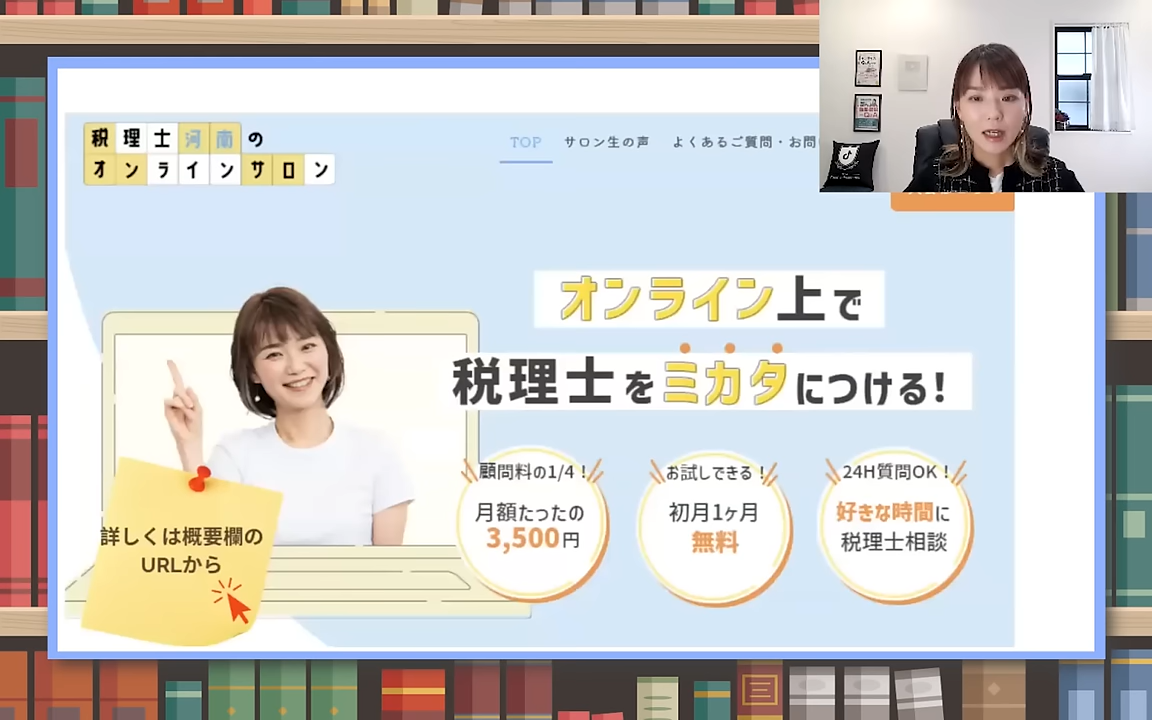 税理士河南の
オンラインサロン
TOP サロン生の声 よくあるご質問・お問
オンライン上で
税理士をミカタにつける!
顧問料の1/4!
月額たったの
3,500円
お試しできる!
初月1ヶ月
無料
24H質問OK!
好きな時間に
税理士相談
詳しくは概要欄の
URLから